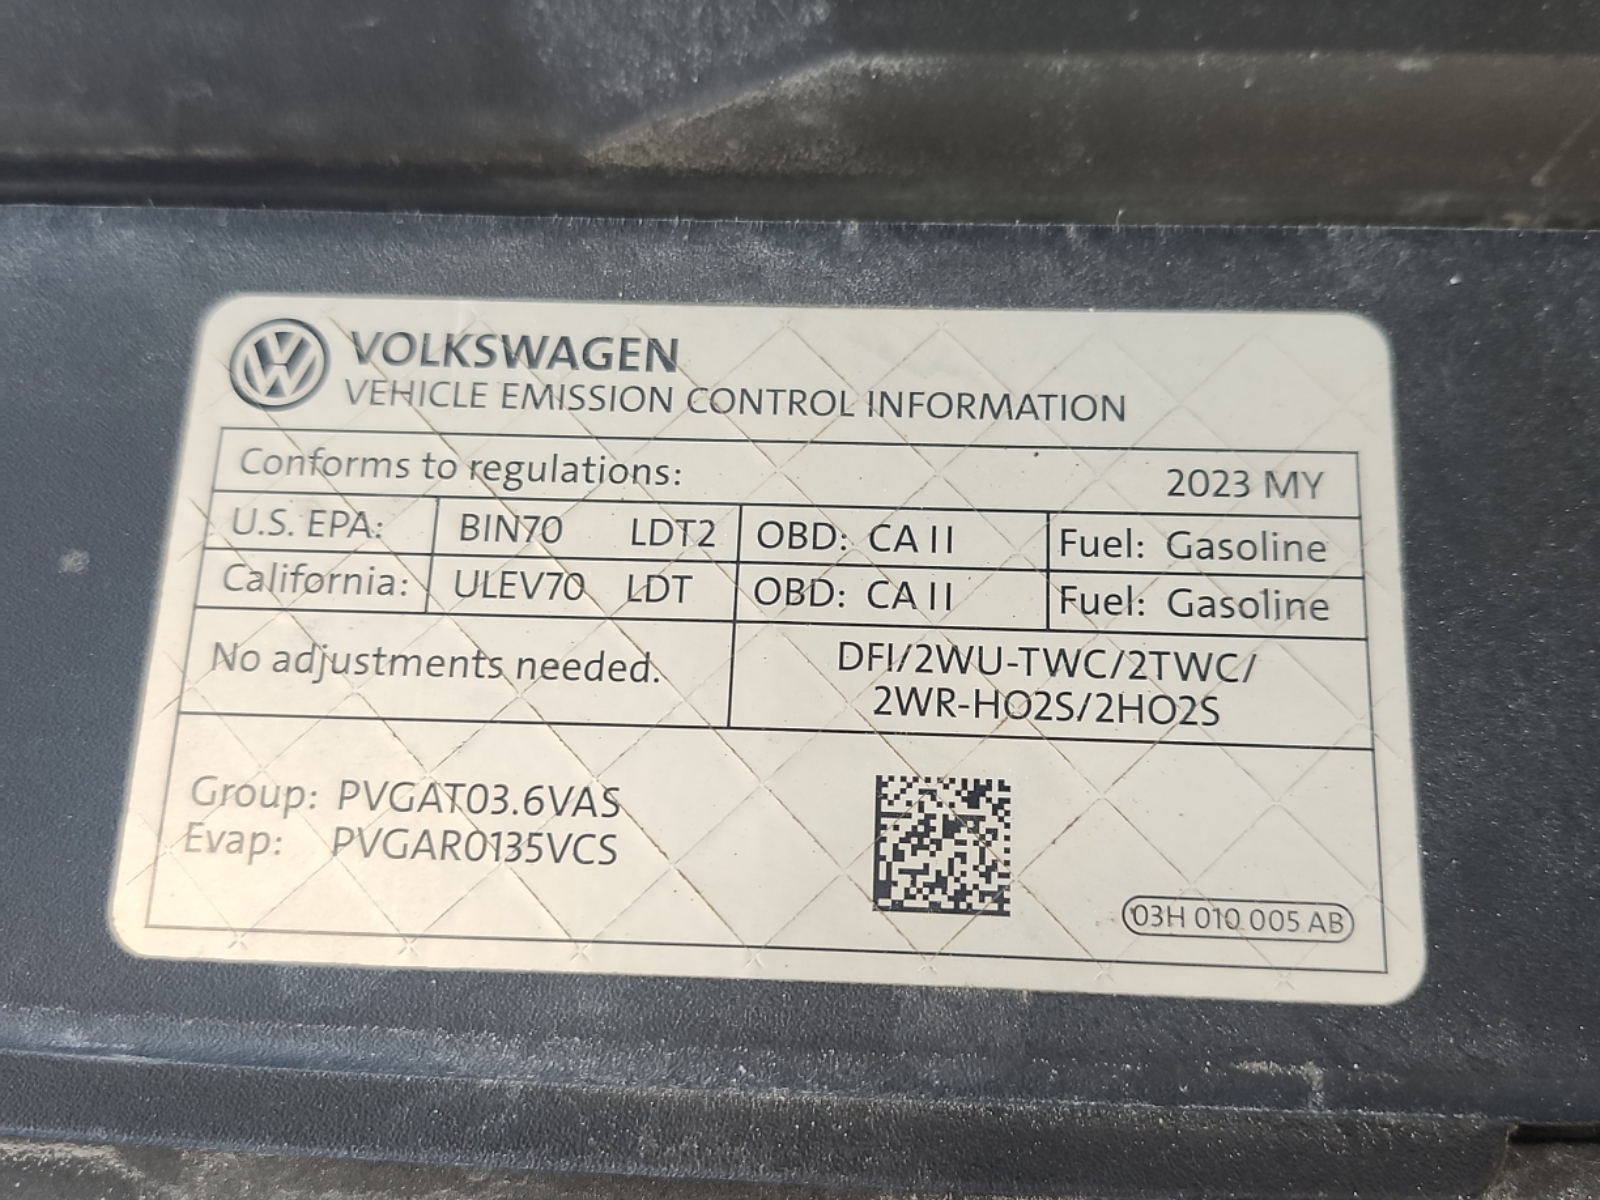 VOLKSWAGEN
VEHICLE EMISSION CONTROL INFORMATION
Conforms to regulations: 2023 MY
U.S. EPA: BIN70 LDT2 OBD: CA II Fuel: Gasoline
California: ULEV70 LDT OBD: CA II Fuel: Gasoline
No adjustments needed.
DFI/2WU-TWC/2TWC/
2WR-HO2S/2HO2S
Group: PVGAT03.6VAS
Evap: PVGAR0135VCS
03H 010 005 AB